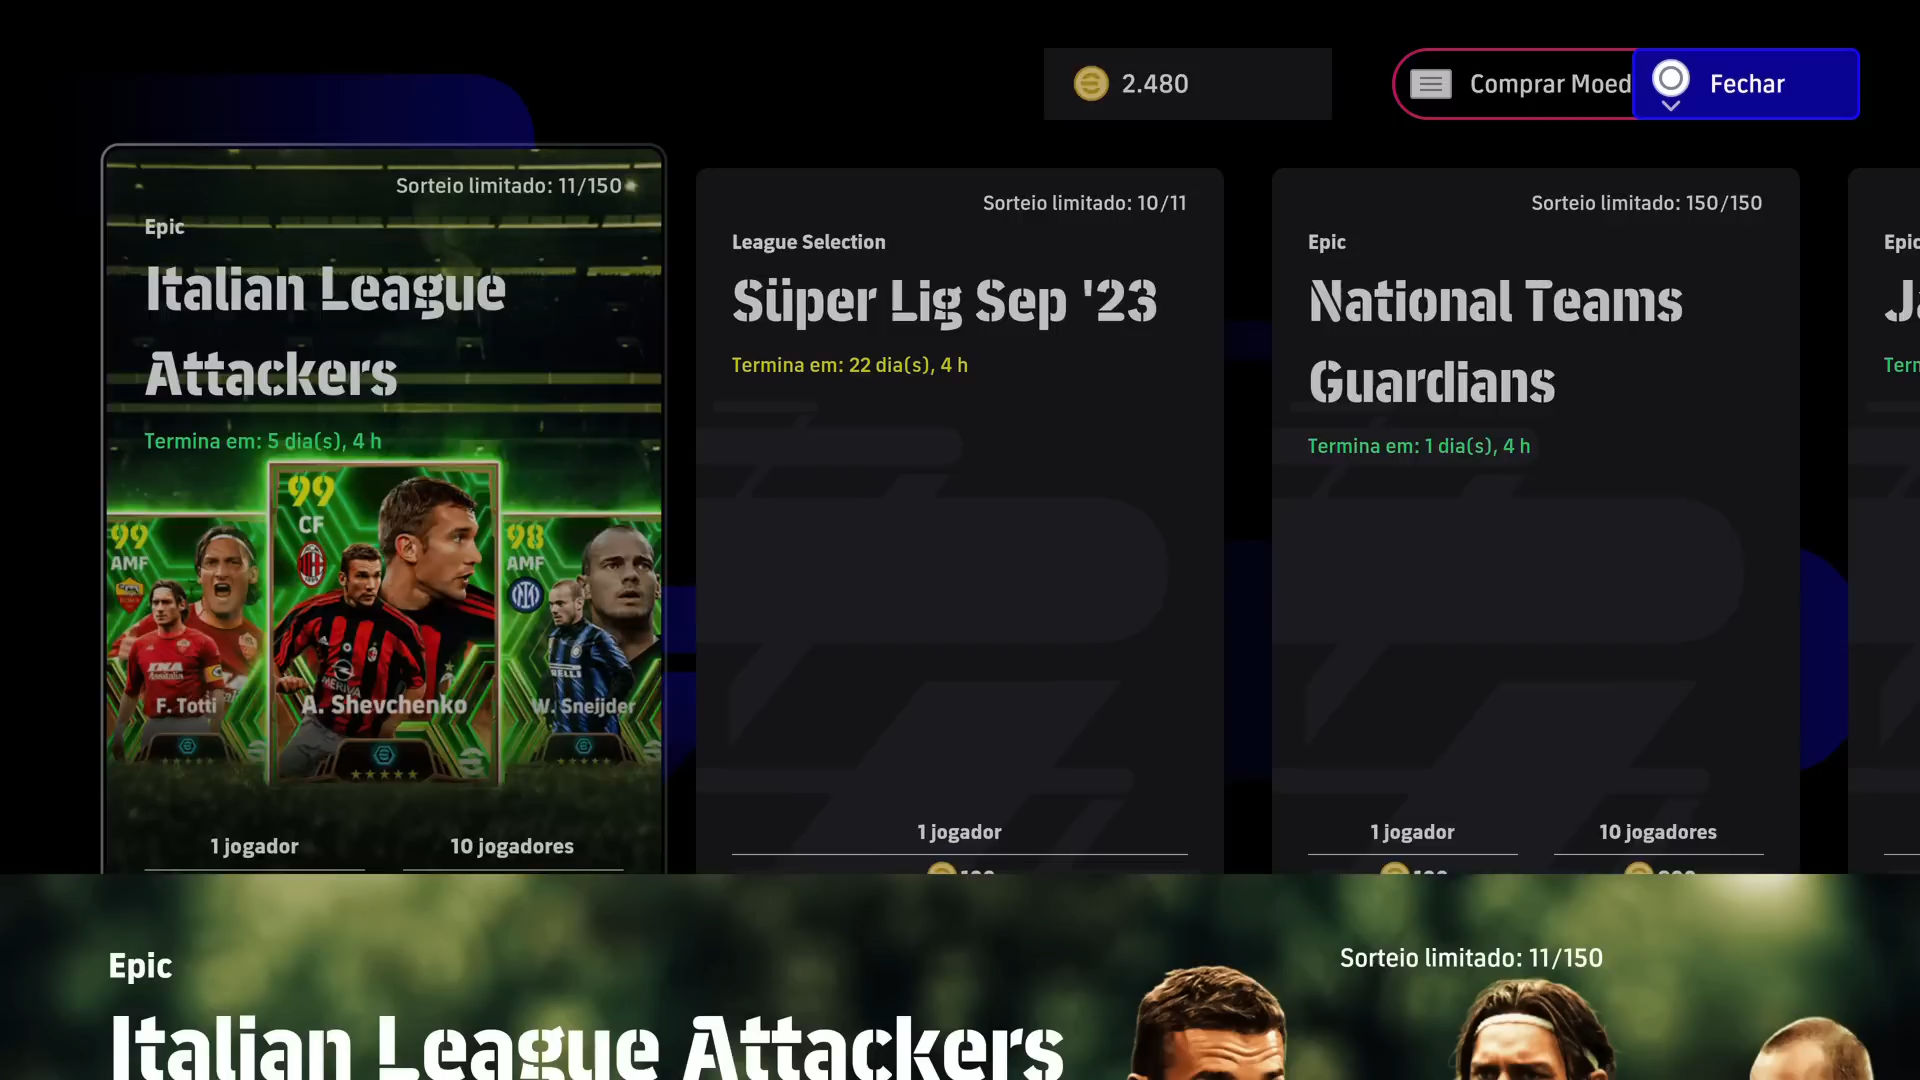 2.480
Comprar Moed
Fechar
Sorteio limitado: 11/150
Epic
Italian League
Attackers
Termina em: 5 dia(s), 4 h
99
AMF
F. Totti
99
CF
A. Shevchenko
98
AMF
W. Sneijder
1 jogador
10 jogadores
Sorteio limitado: 10/11
League Selection
Süper Lig Sep '23
Termina em: 22 dia(s), 4 h
1 jogador
Sorteio limitado: 150/150
Epic
National Teams
Guardians
Termina em: 1 dia(s), 4 h
1 jogador
10 jogadores
Epic
Epic
Sorteio limitado: 11/150
Italian League Attackers